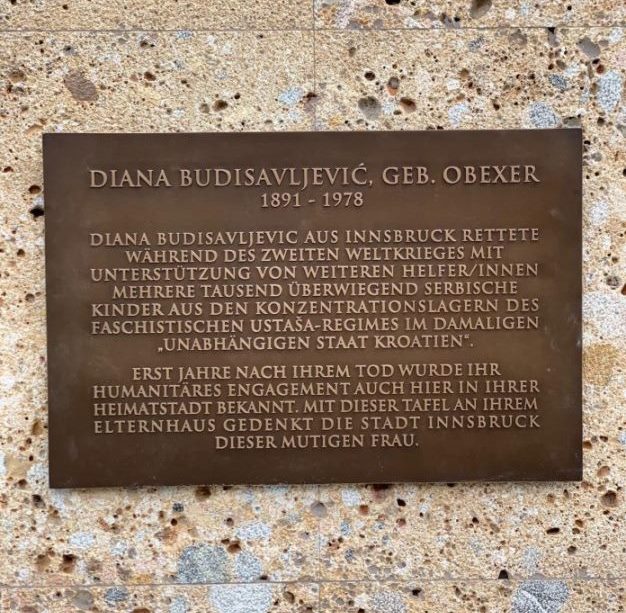 DIANA BUDISAVLJEVIĆ, GEB. OBEXER
1891 - 1978
DIANA BUDISAVLJEVIC AUS INNSBRUCK RETTETE
WÄHREND DES ZWEITEN WELTKRIEGES MIT
UNTERSTÜTZUNG VON WEITEREN HELFER/INNEN
MEHRERE TAUSEND ÜBERWIEGEND SERBISCHE
KINDER AUS DEN KONZENTRATIONSLAGERN DES
FASCHISTISCHEN USTAŠA-REGIMES IM DAMALIGEN
„UNABHÄNGIGEN STAAT KROATIEN“.
ERST JAHRE NACH IHREM TOD WURDE IHR
HUMANITÄRES ENGAGEMENT AUCH HIER IN IHRER
HEIMATSTADT BEKANNT. MIT DIESER TAFEL AN IHREM
ELTERNHAUS GEDENKT DIE STADT INNSBRUCK
DIESER MUTIGEN FRAU.